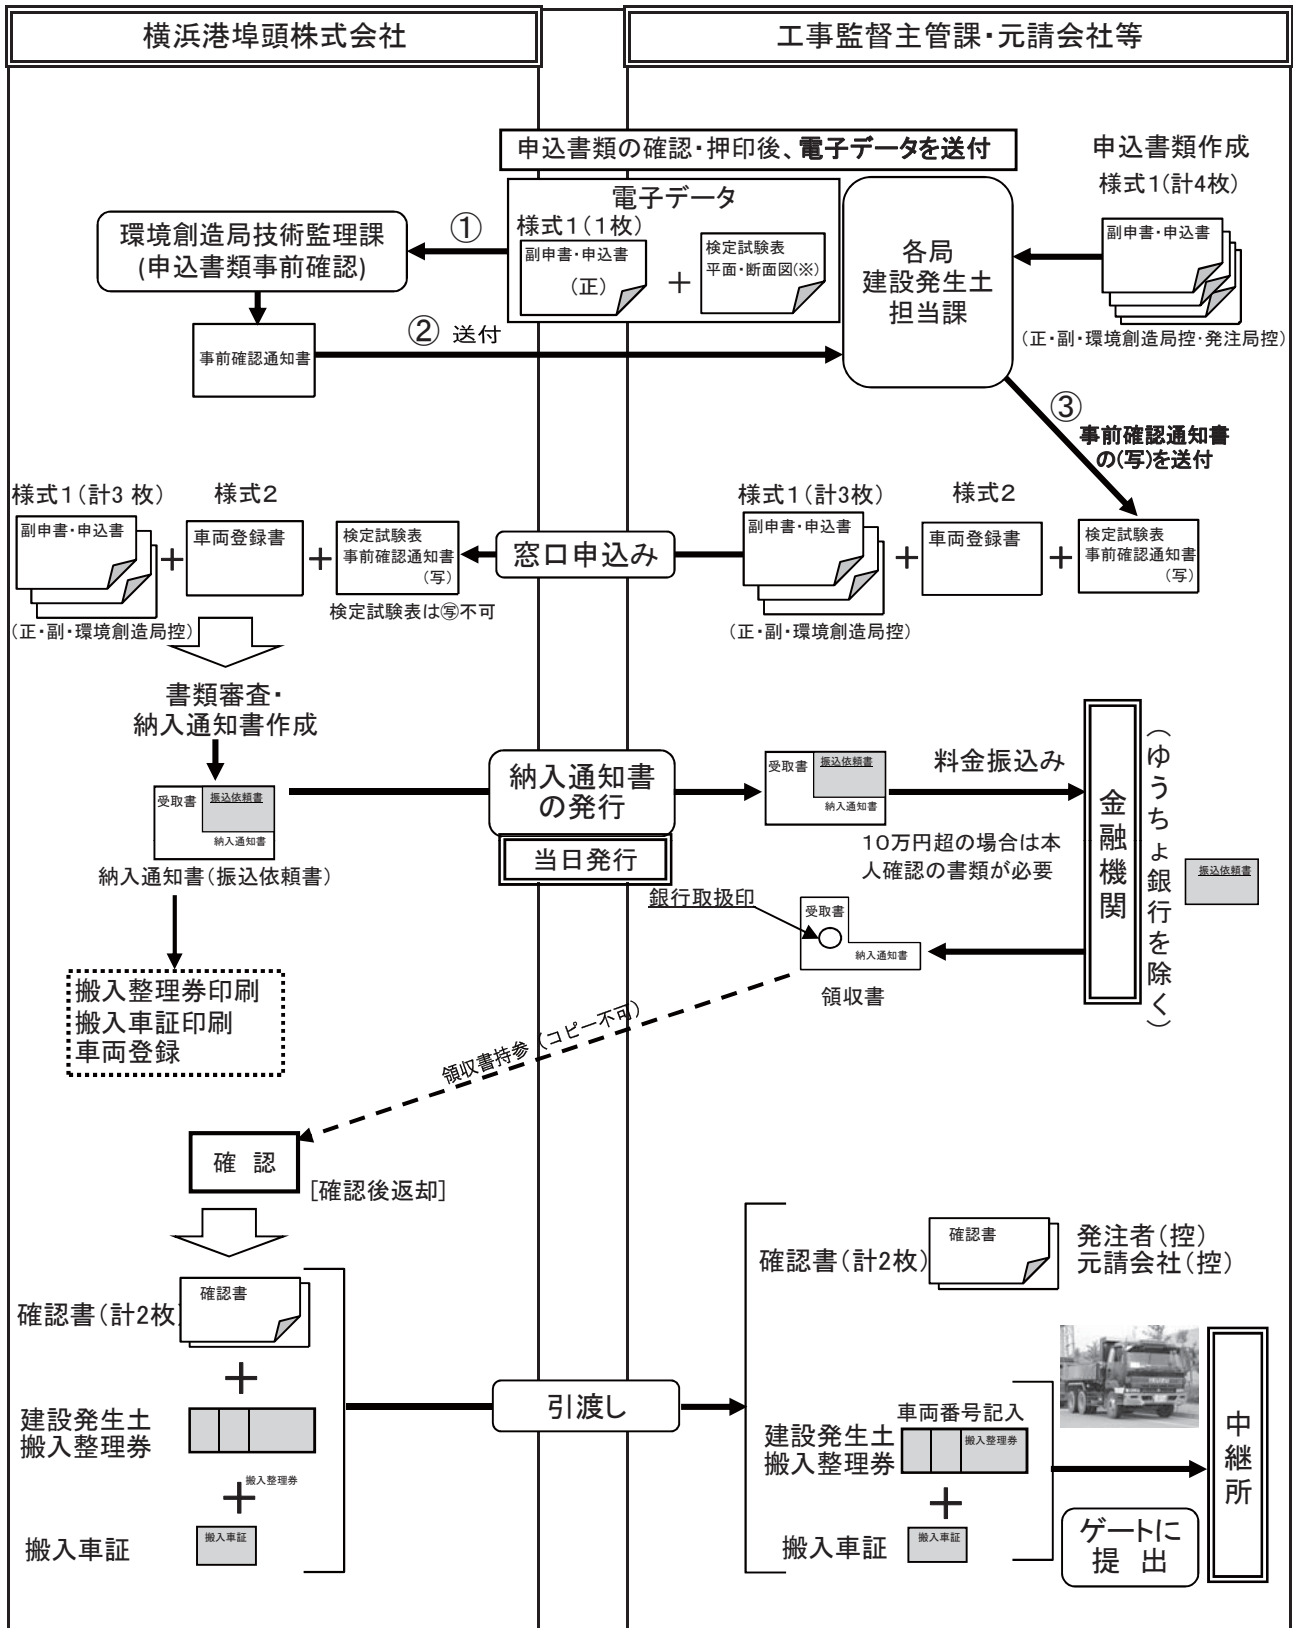 横浜港埠頭株式会社
工事監督主管課・元請会社等
申込書類の確認・押印後、電子データを送付
申込書類作成
様式1(計4枚)
副申書・申込書
(正・副・環境創造局控・発注局控)
各局
建設発生土
担当課
電子データ
様式1(1枚)
副申書・申込書
(正)
＋
検定試験表
平面・断面図(※)
①
環境創造局技術監理課
(申込書類事前確認)
事前確認通知書
② 送付
③
事前確認通知書
の(写)を送付
様式1(計3枚)
副申書・申込書
(正・副・環境創造局控)
＋
様式2
車両登録書
＋
検定試験表
事前確認通知書
(写)
窓口申込み
様式1(計3 枚)
副申書・申込書
(正・副・環境創造局控)
＋
様式2
車両登録書
＋
検定試験表
事前確認通知書
(写)
検定試験表は㊢不可
書類審査・
納入通知書作成
受取書
振込依頼書
納入通知書
納入通知書(振込依頼書)
納入通知書
の発行
当日発行
受取書
振込依頼書
納入通知書
料金振込み
10万円超の場合は本
人確認の書類が必要
金融機関
(ゆうちょ銀行を除く)
振込依頼書
銀行取扱印
受取書
納入通知書
領収書
搬入整理券印刷
搬入車証印刷
車両登録
領収書持参(コピー不可)
確 認
[確認後返却]
確認書(計2枚)
確認書
＋
建設発生土
搬入整理券
搬入整理券
＋
搬入車証
搬入車証
引渡し
確認書(計2枚)
確認書
発注者(控)
元請会社(控)
車両番号記入
建設発生土
搬入整理券
搬入整理券
＋
搬入車証
搬入車証
ゲートに
提 出
中継所